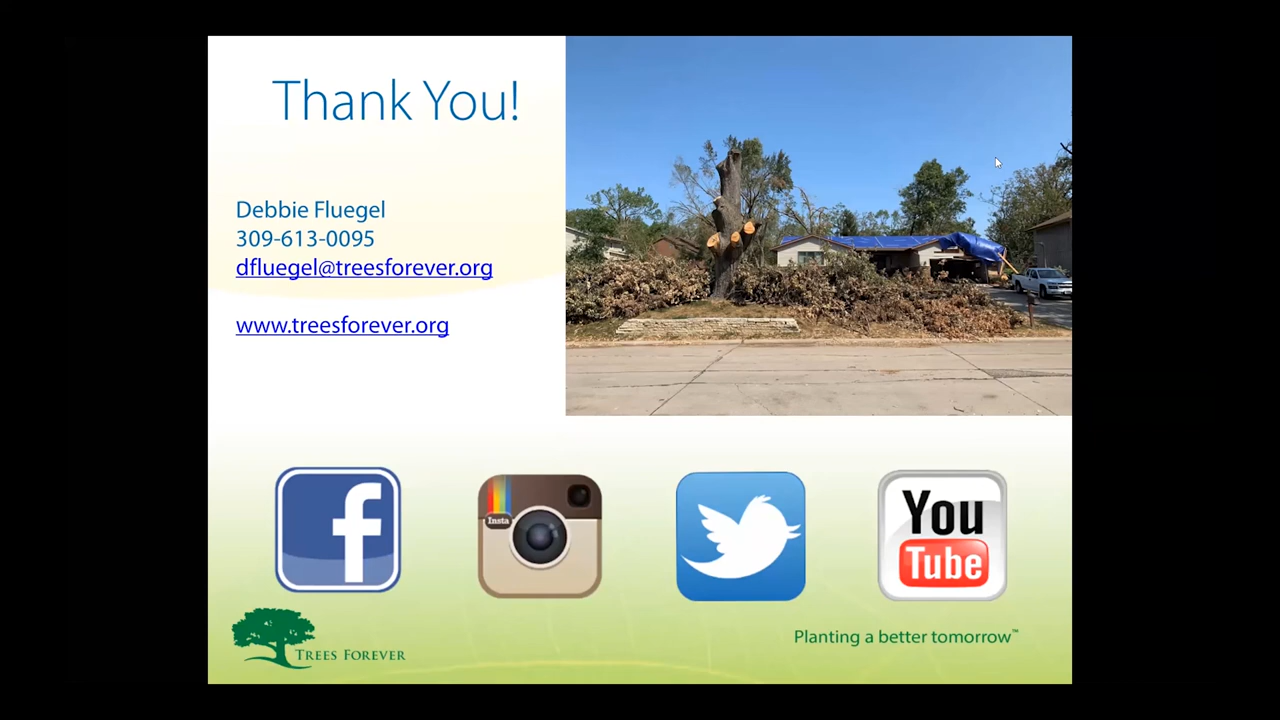 Thank You!
Debbie Fluegel
309-613-0095
dfluegel@treesforever.org
www.treesforever.org
Insta
You
Tube
TREES FOREVER
Planting a better tomorrow™